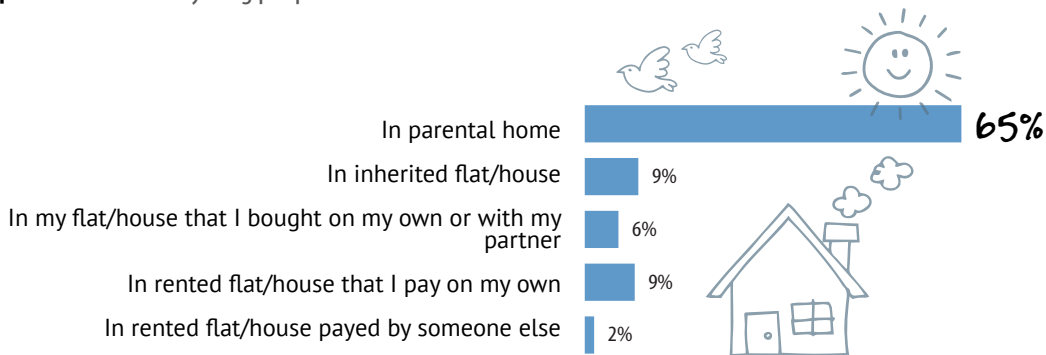 In parental home
65%
In inherited flat/house
9%
In my flat/house that I bought on my own or with my
partner
6%
In rented flat/house that I pay on my own
9%
In rented flat/house payed by someone else
2%